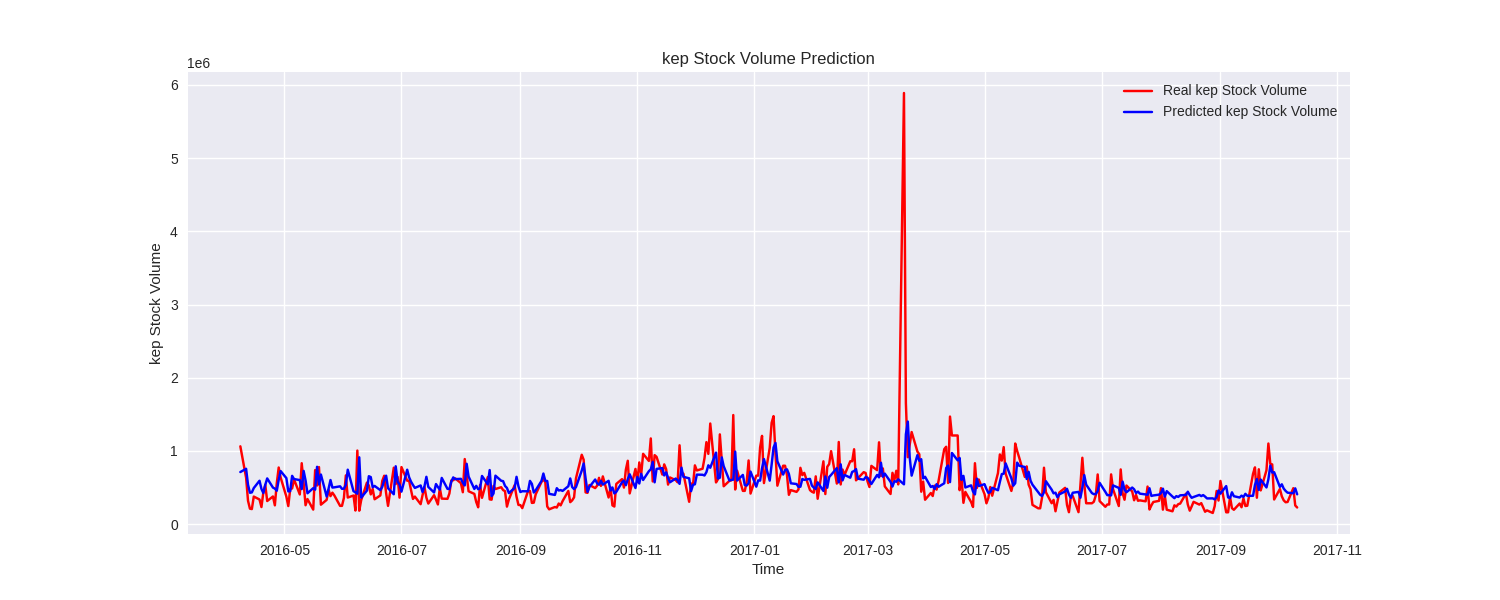 kep Stock Volume Prediction
1e6
6
5
4
3
2
1
0
kep Stock Volume
Real kep Stock Volume
Predicted kep Stock Volume
2016-05 2016-07 2016-09 2016-11 2017-01 2017-03 2017-05 2017-07 2017-09 2017-11
Time